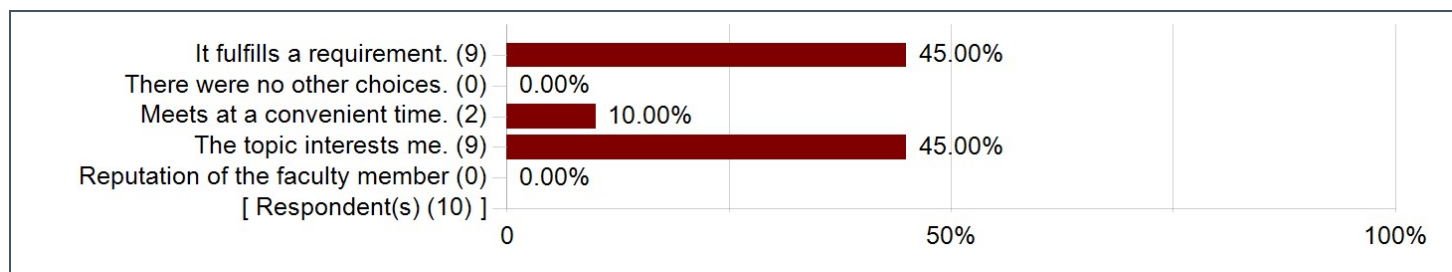 It fulfills a requirement. (9) 45.00%
There were no other choices. (0) 0.00%
Meets at a convenient time. (2) 10.00%
The topic interests me. (9) 45.00%
Reputation of the faculty member (0) 0.00%
[ Respondent(s) (10) ]
0 50% 100%